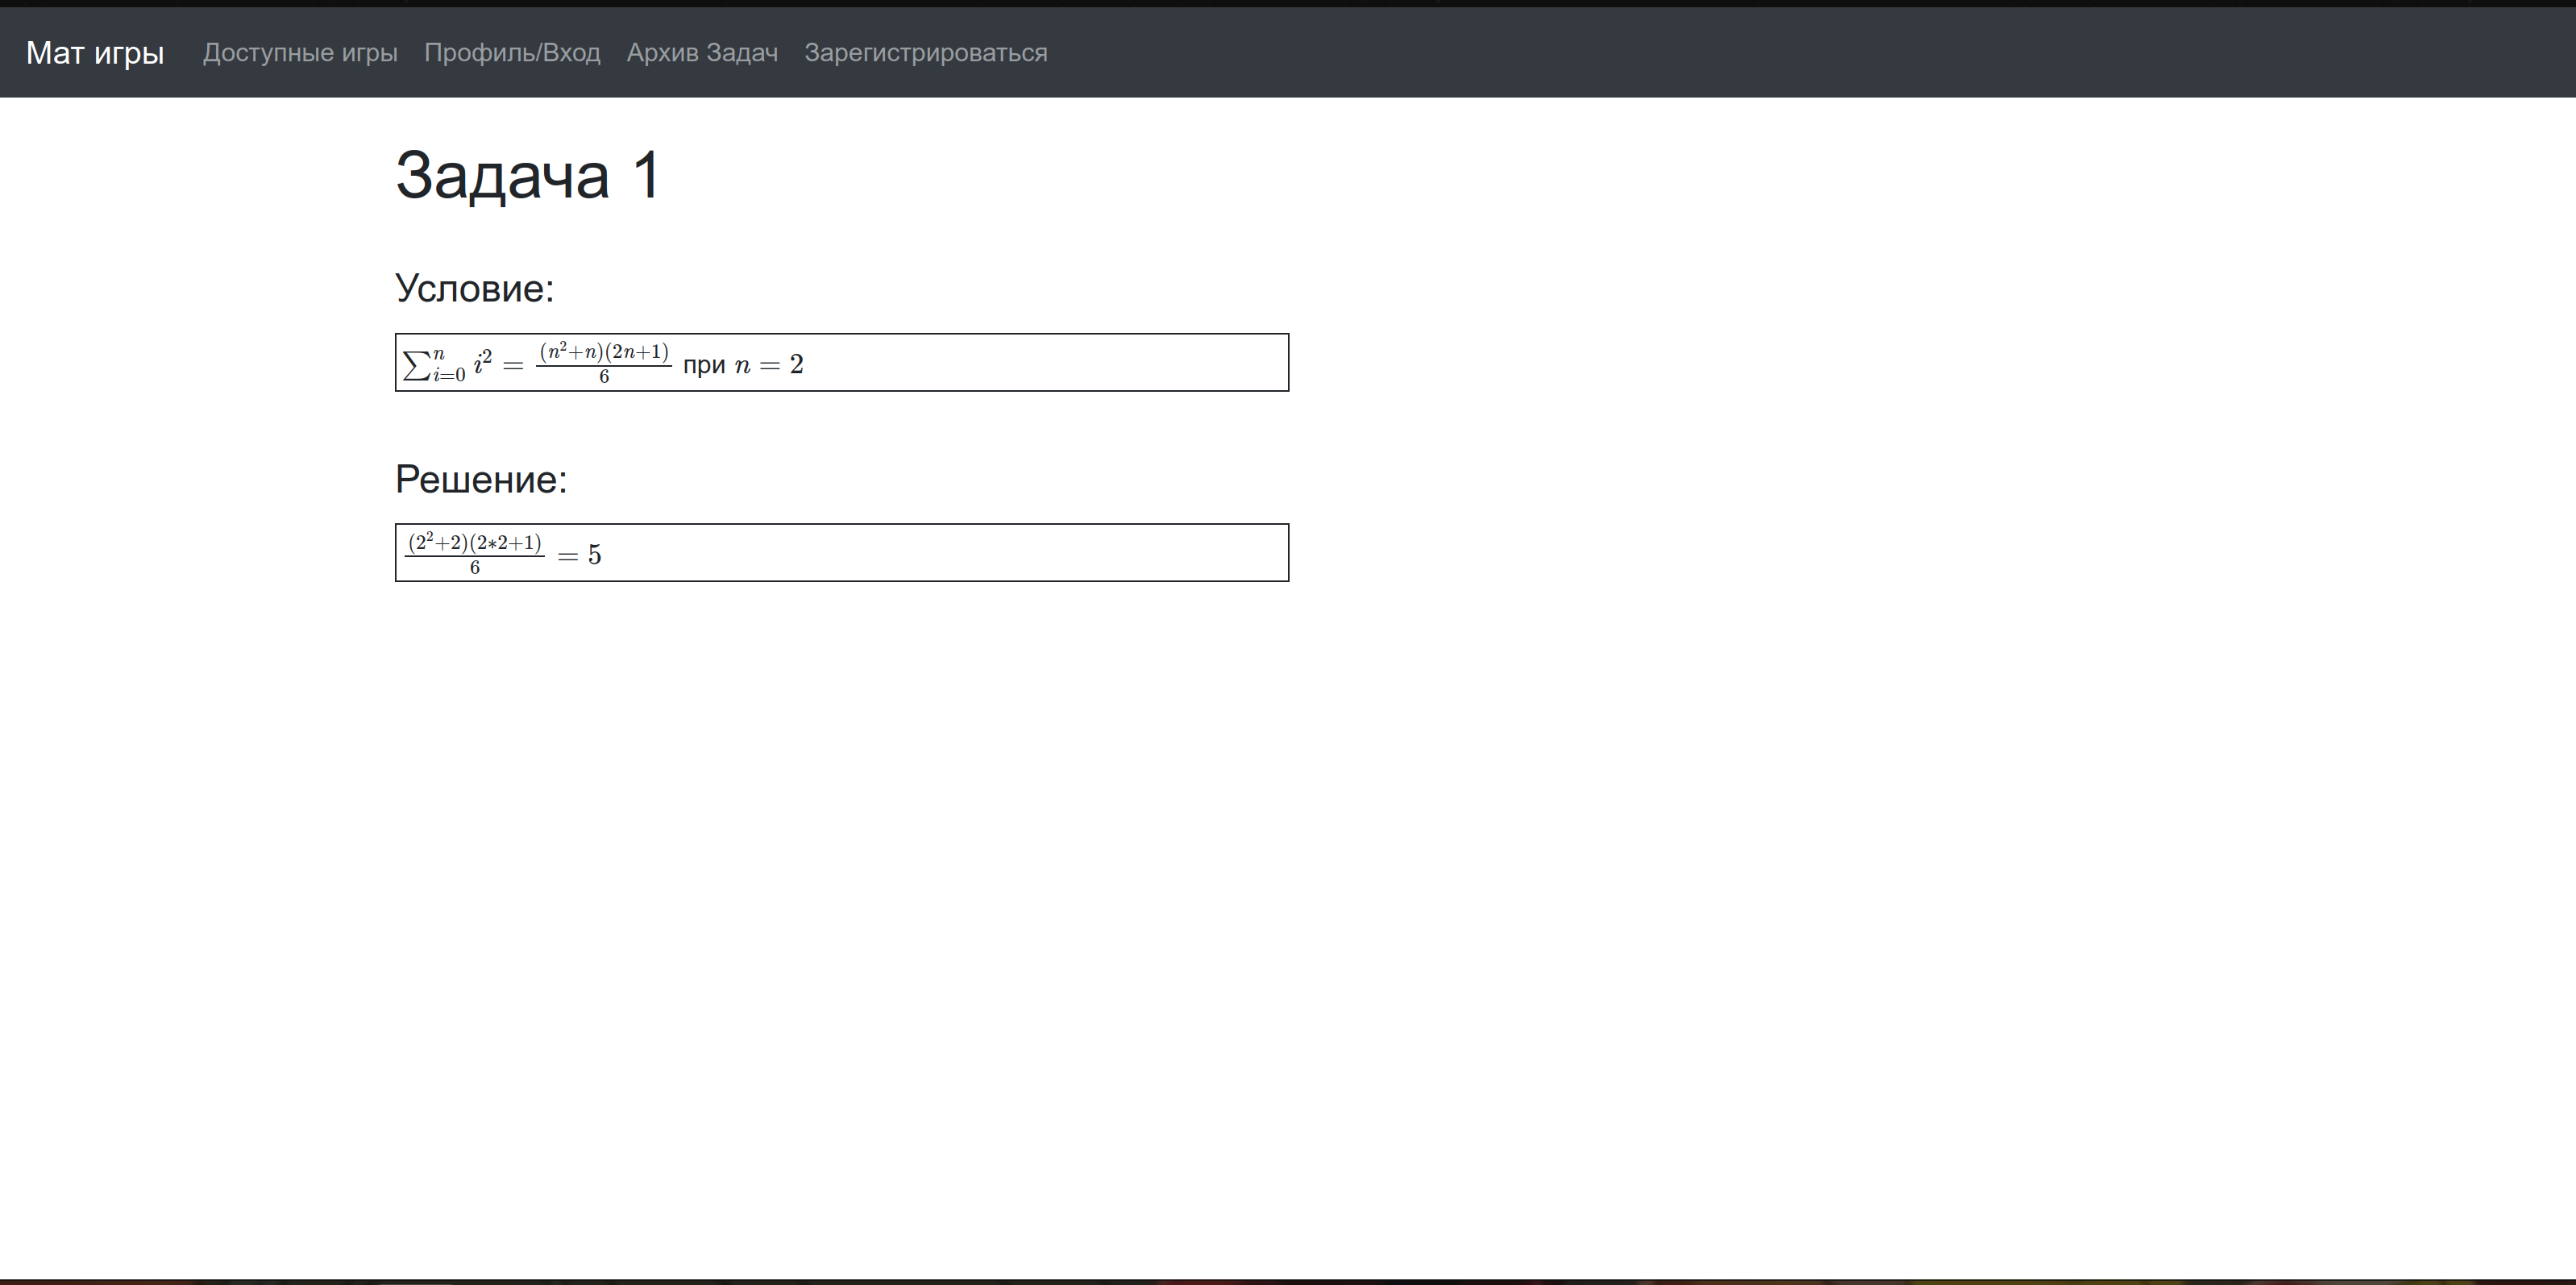 Мат игры Доступные игры Профиль/Вход Архив Задач Зарегистрироваться
Задача 1
Условие:
$\sum_{i=0}^{n} i^2 = \frac{(n^2+n)(2n+1)}{6}$ при $n = 2$
Решение:
$\frac{(2^2+2)(2*2+1)}{6} = 5$